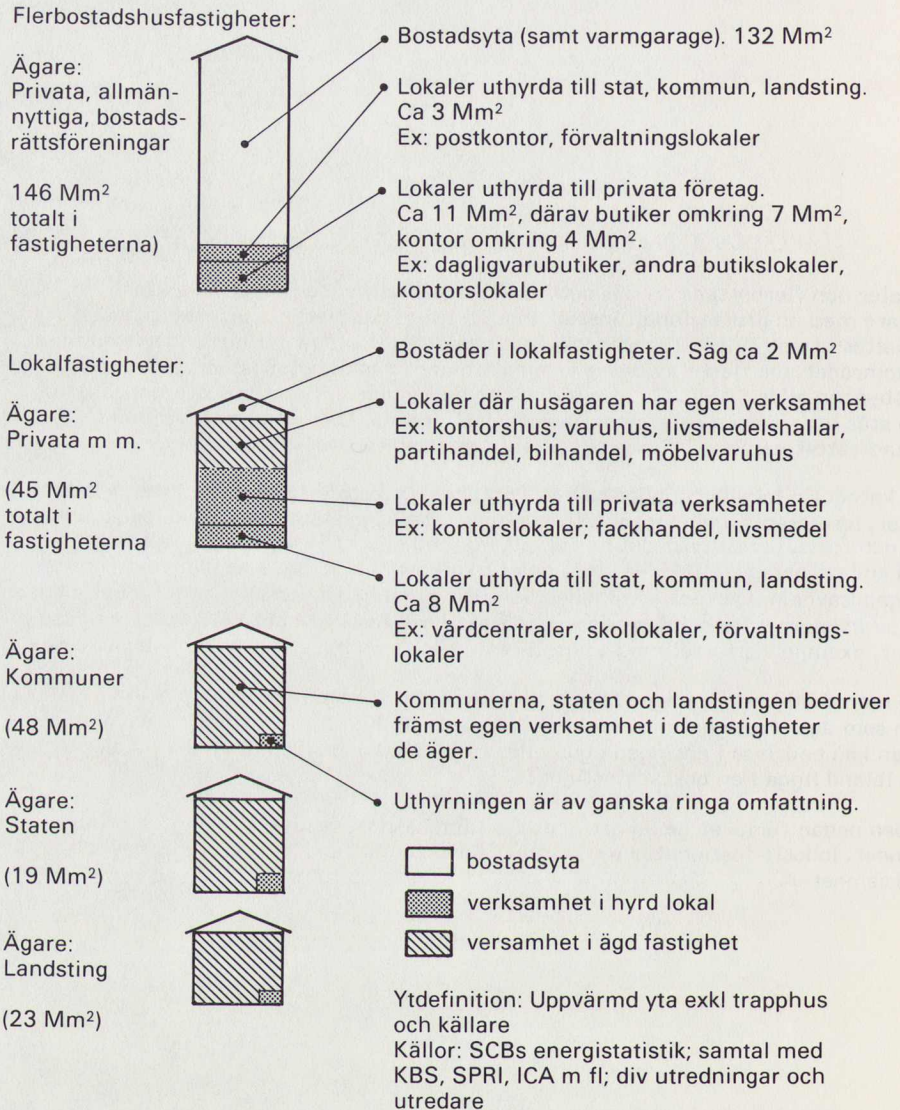 Flerbostadshusfastigheter:
Ägare:
Privata, allmän-
nyttiga, bostads-
rättsföreningar
146 Mm²
totalt i
fastigheterna)
Bostadsyta (samt varmgarage). 132 Mm²
Lokaler uthyrda till stat, kommun, landsting.
Ca 3 Mm²
Ex: postkontor, förvaltningslokaler
Lokaler uthyrda till privata företag.
Ca 11 Mm², därav butiker omkring 7 Mm²,
kontor omkring 4 Mm².
Ex: dagligvarubutiker, andra butikslokaler,
kontorslokaler
Lokalfastigheter:
Ägare:
Privata m m.
(45 Mm²
totalt i
fastigheterna
Bostäder i lokalfastigheter. Säg ca 2 Mm²
Lokaler där husägaren har egen verksamhet
Ex: kontorshus; varuhus, livsmedelshallar,
partihandel, bilhandel, möbelvaruhus
Lokaler uthyrda till privata verksamheter
Ex: kontorslokaler; fackhandel, livsmedel
Lokaler uthyrda till stat, kommun, landsting.
Ca 8 Mm²
Ex: vårdcentraler, skollokaler, förvaltnings-
lokaler
Ägare:
Kommuner
(48 Mm²)
Kommunerna, staten och landstingen bedriver
främst egen verksamhet i de fastigheter
de äger.
Uthyrningen är av ganska ringa omfattning.
Ägare:
Staten
(19 Mm²)
Ägare:
Landsting
(23 Mm²)
bostadsyta
verksamhet i hyrd lokal
versamhet i ägd fastighet
Ytdefinition: Uppvärmd yta exkl trapphus
och källare
Källor: SCBs energistatistik; samtal med
KBS, SPRI, ICA m fl; div utredningar och
utredare